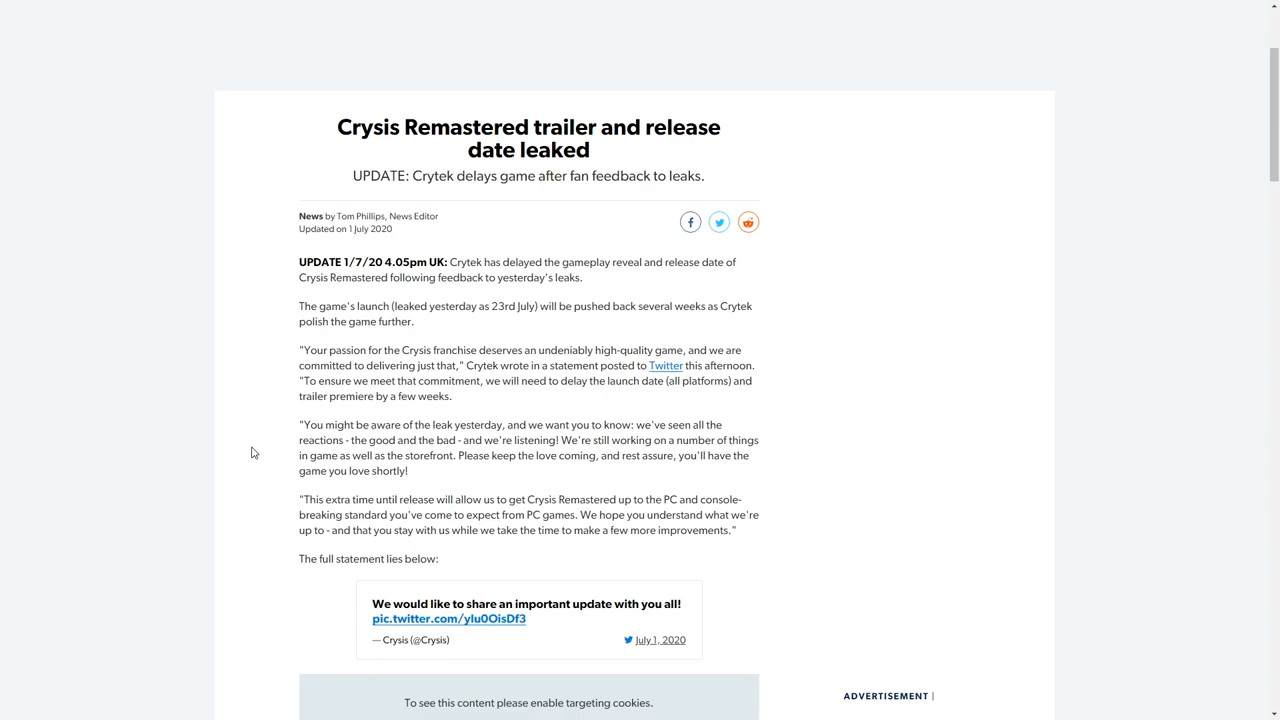 Crysis Remastered trailer and release
date leaked
UPDATE: Crytek delays game after fan feedback to leaks.
News by Tom Phillips, News Editor
Updated on 1 July 2020
UPDATE 1/7/20 4.05pm UK: Crytek has delayed the gameplay reveal and release date of
Crysis Remastered following feedback to yesterday's leaks.
The game's launch (leaked yesterday as 23rd July) will be pushed back several weeks as Crytek
polish the game further.
"Your passion for the Crysis franchise deserves an undeniably high-quality game, and we are
committed to delivering just that," Crytek wrote in a statement posted to Twitter this afternoon.
"To ensure we meet that commitment, we will need to delay the launch date (all platforms) and
trailer premiere by a few weeks.
"You might be aware of the leak yesterday, and we want you to know: we've seen all the
reactions - the good and the bad - and we're listening! We're still working on a number of things
in game as well as the storefront. Please keep the love coming, and rest assure, you'll have the
game you love shortly!
"This extra time until release will allow us to get Crysis Remastered up to the PC and console-
breaking standard you've come to expect from PC games. We hope you understand what we're
up to - and that you stay with us while we take the time to make a few more improvements."
The full statement lies below:
We would like to share an important update with you all!
pic.twitter.com/ylu0OisDf3
— Crysis (@Crysis) July 1, 2020
To see this content please enable targeting cookies.
ADVERTISEMENT |